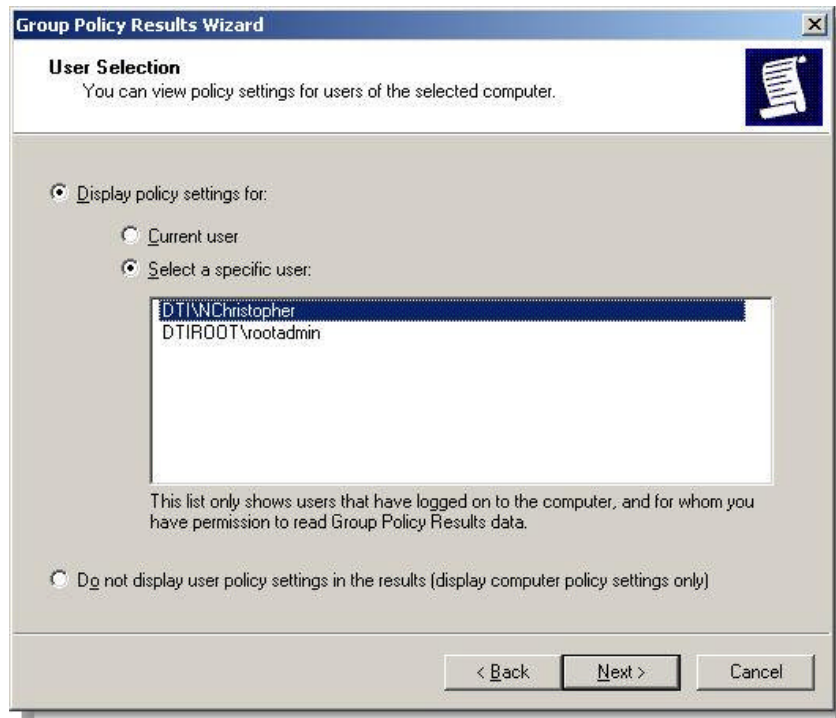 Group Policy Results Wizard
User Selection
You can view policy settings for users of the selected computer.
Display policy settings for:
Current user
Select a specific user:
DTI\NChristopher
DTIROOT\rootadmin
This list only shows users that have logged on to the computer, and for whom you
have permission to read Group Policy Results data.
Do not display user policy settings in the results (display computer policy settings only)
< Back Next > Cancel